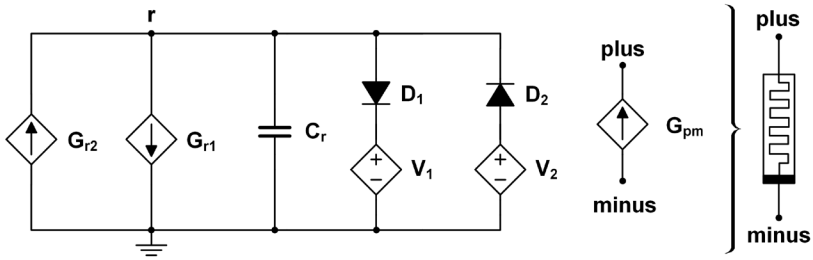 r
plus
plus
D1
D2
Gr2
Gr1
Cr
Gpm
+
−
V1
+
−
V2
minus
minus